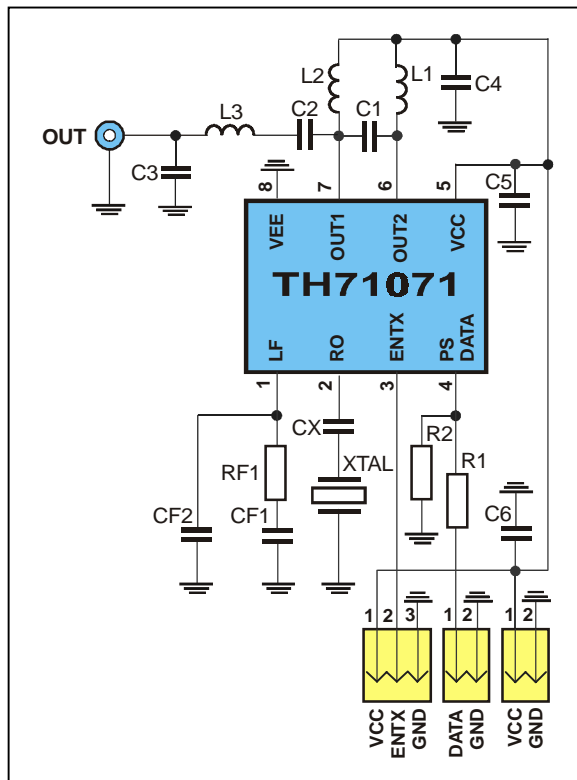 L2
L1
C4
L3
C2
C1
OUT
C3
8
7
6
5
C5
VEE
OUT1
OUT2
VCC
TH71071
LF
RO
ENTX
PS
DATA
1
2
3
4
CX
R2
R1
RF1
XTAL
C6
CF2
CF1
1 2 3
1 2
1 2
VCC
ENTX
GND
DATA
GND
VCC
GND